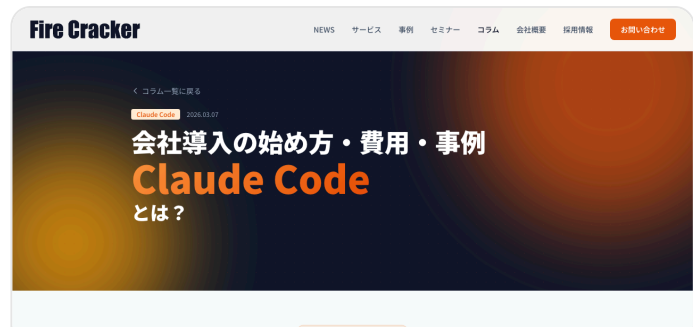 Fire Cracker
NEWS サービス 事例 セミナー コラム 会社概要 採用情報 お問い合わせ
コラム一覧に戻る
Claude Code 2026.03.07
会社導入の始め方・費用・事例
Claude Code
とは？